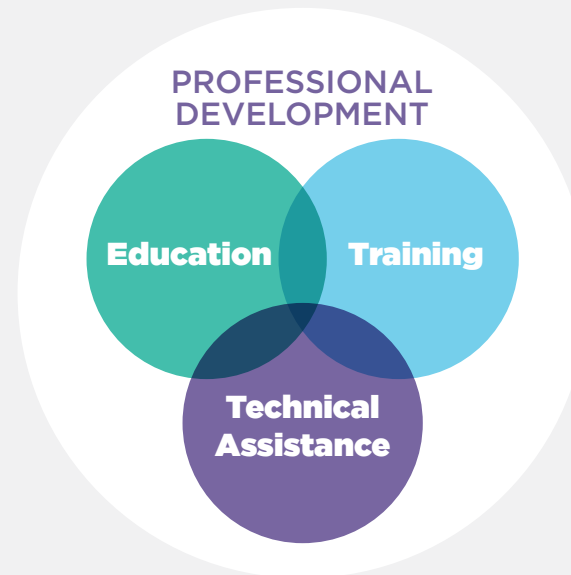 PROFESSIONAL
DEVELOPMENT
Education
Training
Technical
Assistance